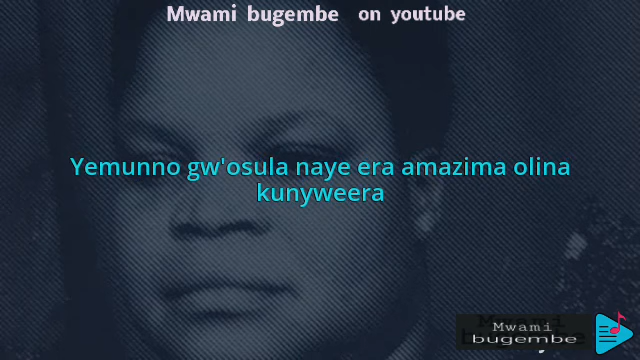 Mwami bugembe on youtube
Yemunno gw'osula naye era amazima olina
kunyweera
Mwami
bugembe